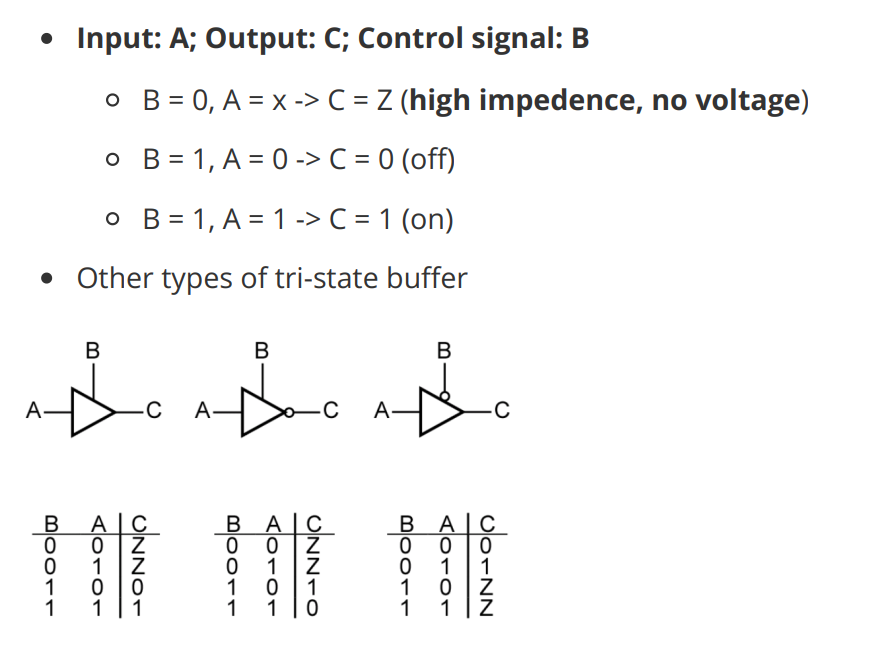 • Input: A; Output: C; Control signal: B
○ B = 0, A = x -> C = Z (high impedence, no voltage)
○ B = 1, A = 0 -> C = 0 (off)
○ B = 1, A = 1 -> C = 1 (on)
• Other types of tri-state buffer
B B B
A C A C A C
B A C B A C B A C
0 0 Z 0 0 Z 0 0 0
0 1 Z 0 1 Z 0 1 1
1 0 0 1 0 1 1 0 Z
1 1 1 1 1 0 1 1 Z